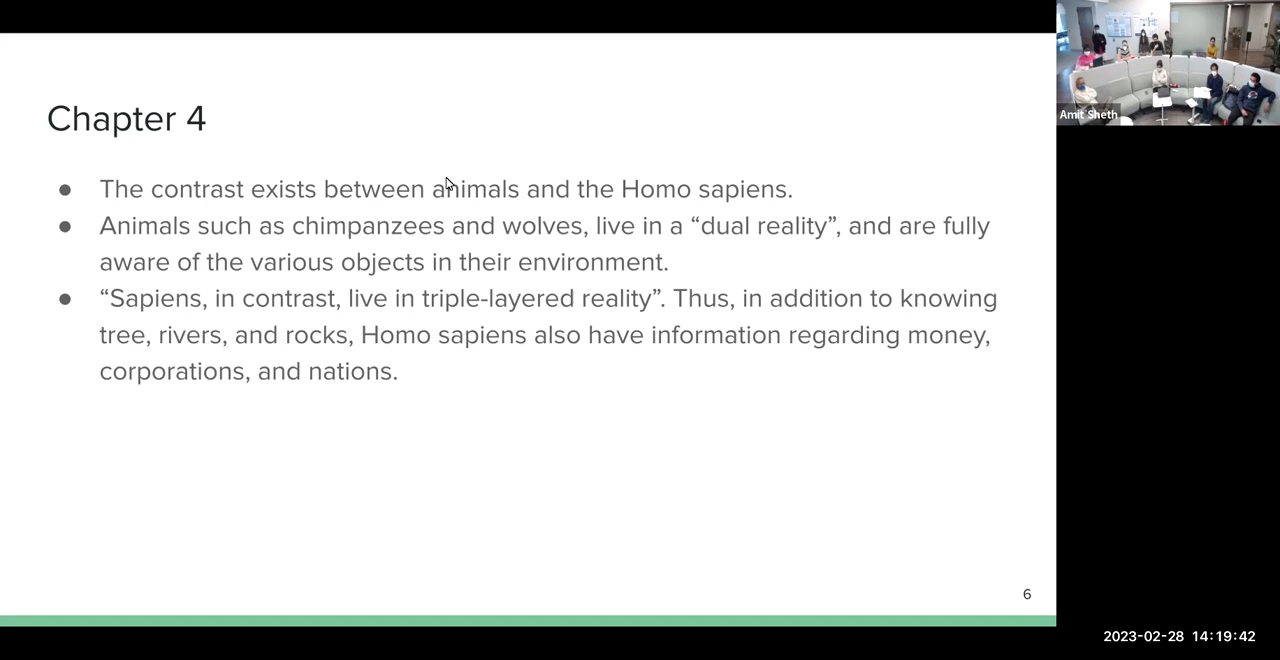 Chapter 4
● The contrast exists between animals and the Homo sapiens.
● Animals such as chimpanzees and wolves, live in a “dual reality”, and are fully
aware of the various objects in their environment.
● “Sapiens, in contrast, live in triple-layered reality”. Thus, in addition to knowing
tree, rivers, and rocks, Homo sapiens also have information regarding money,
corporations, and nations.
6
Amit Sheth
2023-02-28 14:19:42